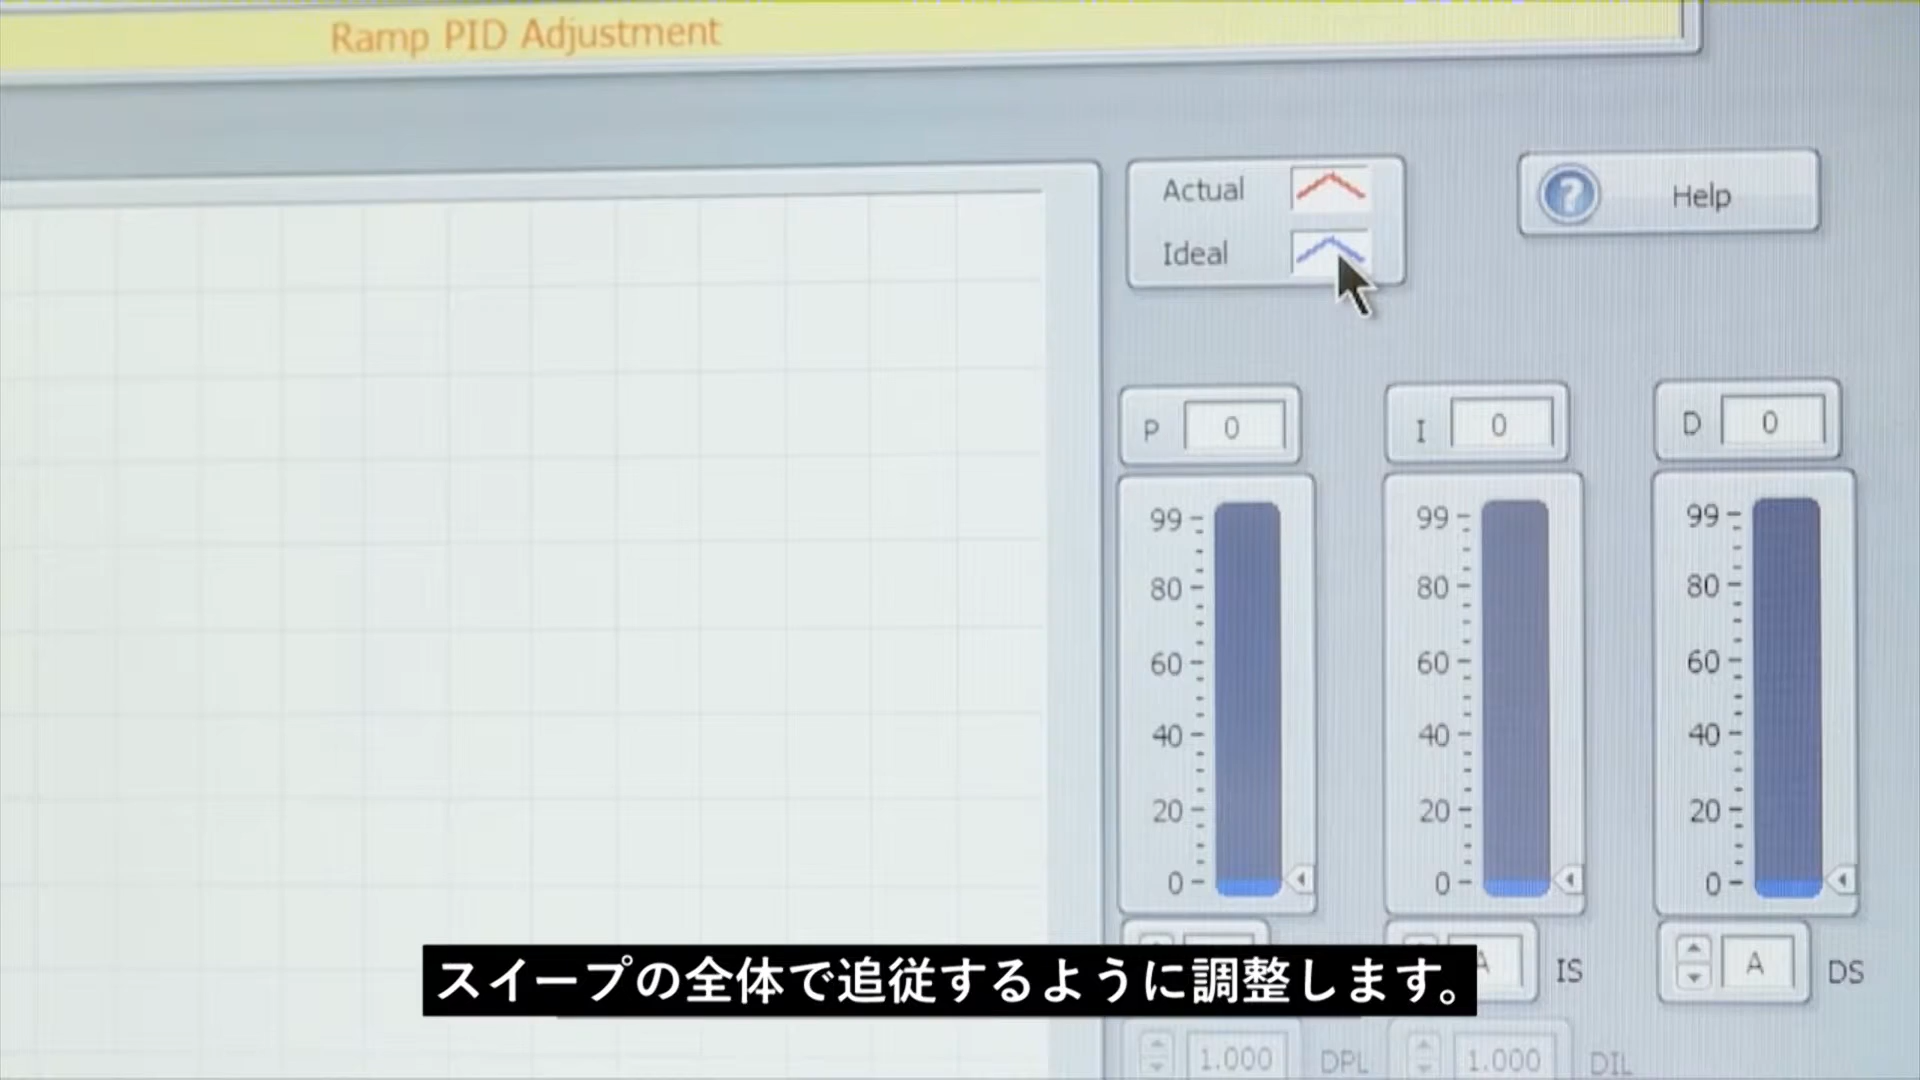 Ramp PID Adjustment
Actual
Ideal
Help
P 0
I 0
D 0
99 99 99
80 80 80
60 60 60
40 40 40
20 20 20
0 0 0
A IS
A DS
スイープの全体で追従するように調整します。
1.000 DPL
1.000 DIL